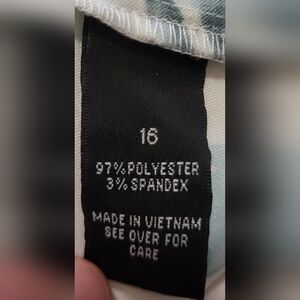 16
97%POLYESTER
3% SPANDEX
MADE IN VIETNAM
SEE OVER FOR
CARE